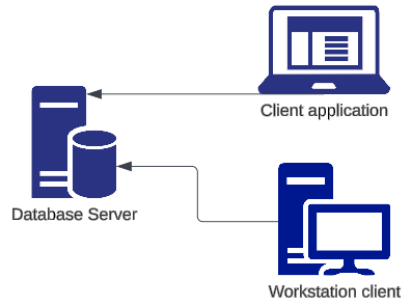 Client application
Database Server
Workstation client